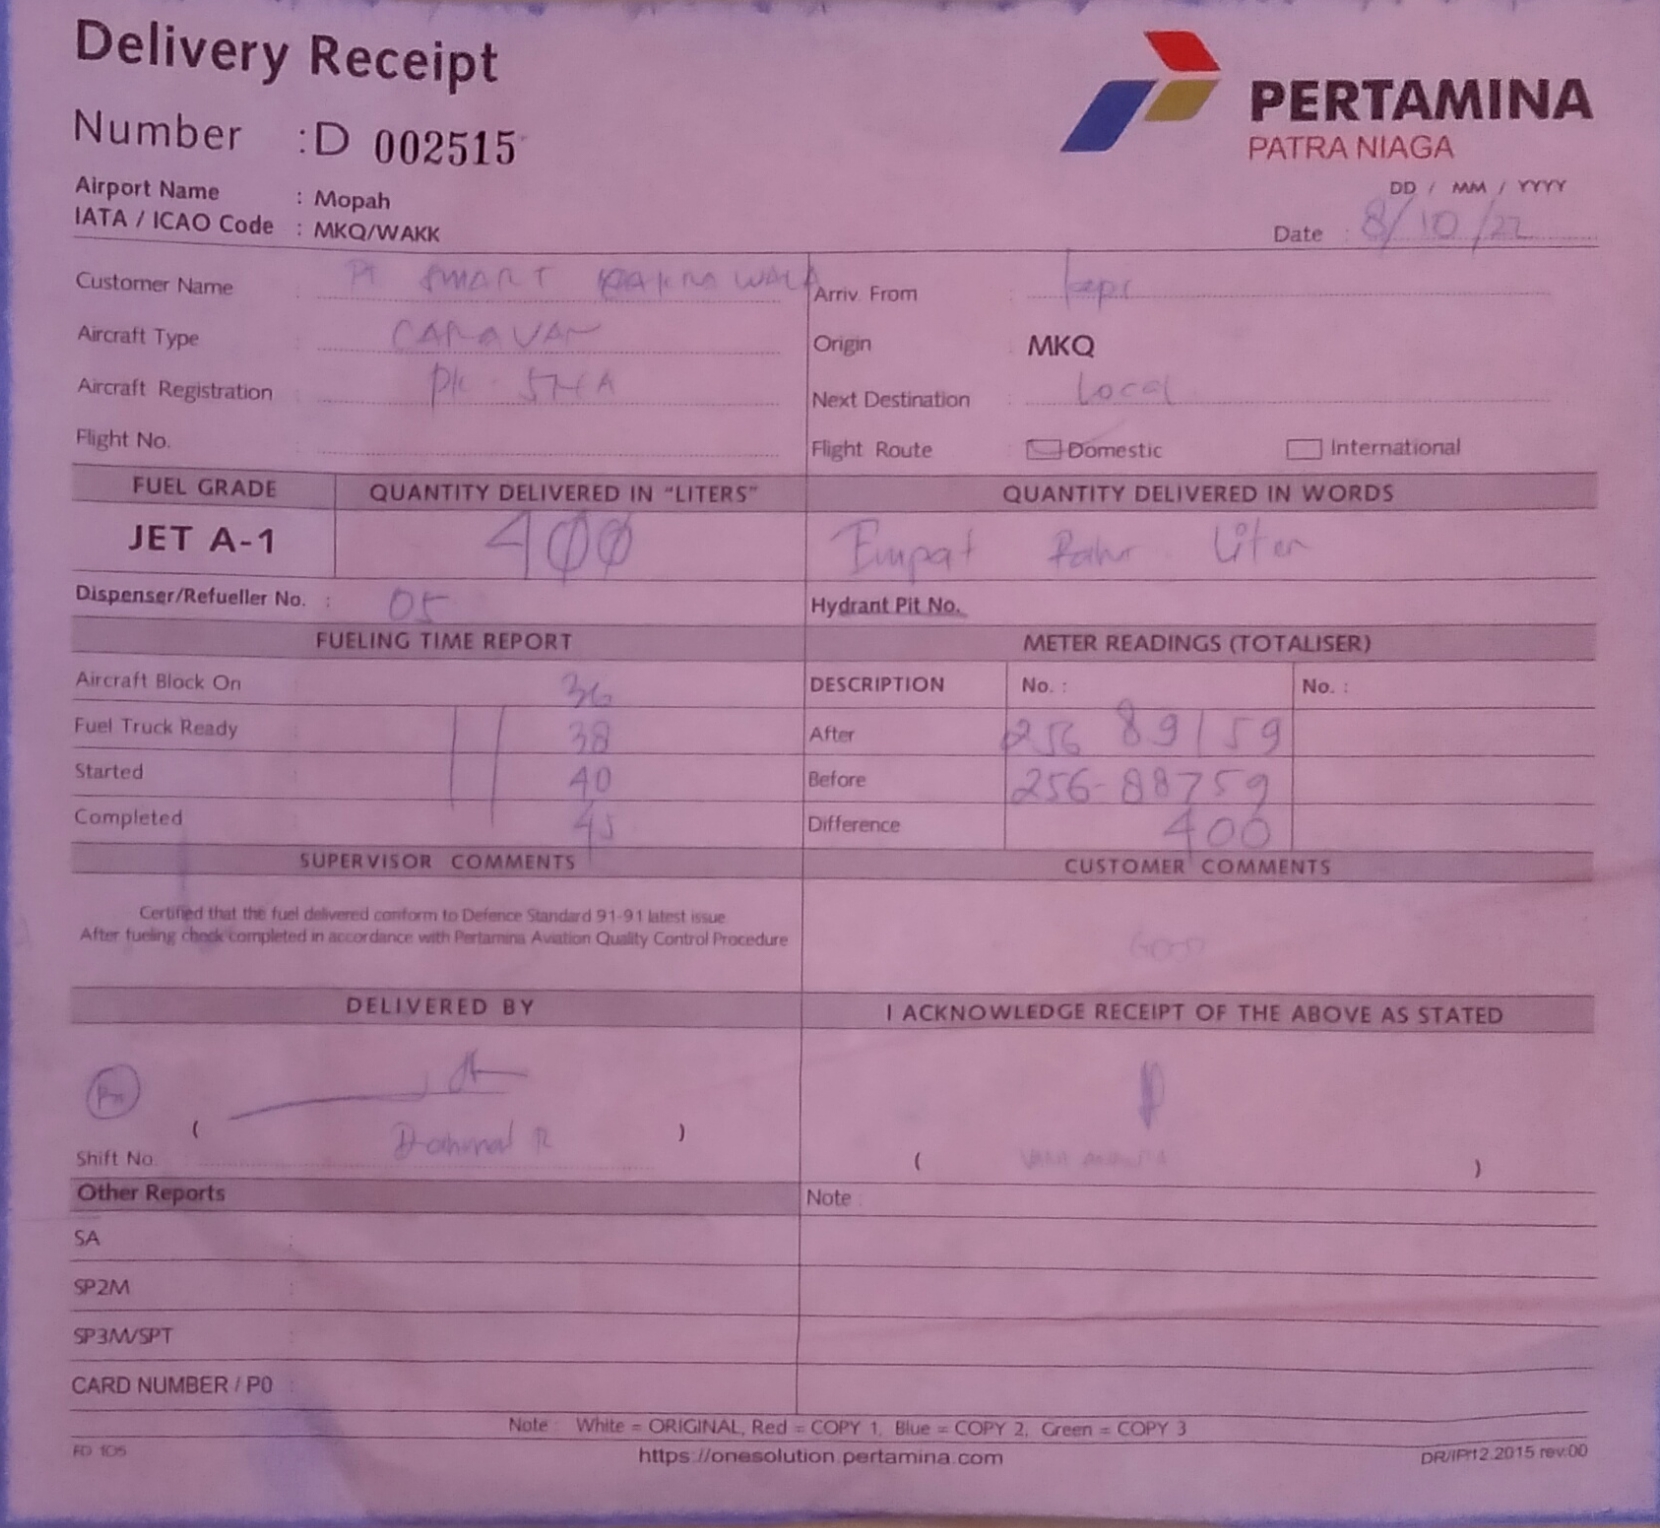 Delivery Receipt
Number : D 002515
PERTAMINA
PATRA NIAGA
Airport Name : Mopah
IATA / ICAO Code : MKQ/WAKK
DD / MM / YYYY
Date : 8/10/22
Customer Name : PT SMART CAKRAWALA
Arriv. From : kepi
Aircraft Type : CARAVAN
Origin : MKQ
Aircraft Registration : PK -
Next Destination : Local
Flight No. :
Flight Route Domestic International
FUEL GRADE QUANTITY DELIVERED IN "LITERS" QUANTITY DELIVERED IN WORDS
JET A-1 400 Empat Ratus Liter
Dispenser/Refueller No. : 05 Hydrant Pit No.
FUELING TIME REPORT METER READINGS (TOTALISER)
Aircraft Block On 36 DESCRIPTION No. : No. :
Fuel Truck Ready 38 After 256 89159
Started 40 Before 256-88759
Completed 45 Difference 400
SUPERVISOR COMMENTS CUSTOMER COMMENTS
Certified that the fuel delivered conform to Defence Standard 91-91 latest issue
After fueling check completed in accordance with Pertamina Aviation Quality Control Procedure
GOOD
DELIVERED BY I ACKNOWLEDGE RECEIPT OF THE ABOVE AS STATED
( )
Shift No ( )
Other Reports Note :
SA :
SP2M :
SP3M/SPT :
CARD NUMBER / P0 :
Note : White = ORIGINAL, Red = COPY 1, Blue = COPY 2, Green = COPY 3
FD 105 https://onesolution.pertamina.com DR/IP/12.2015 rev.00